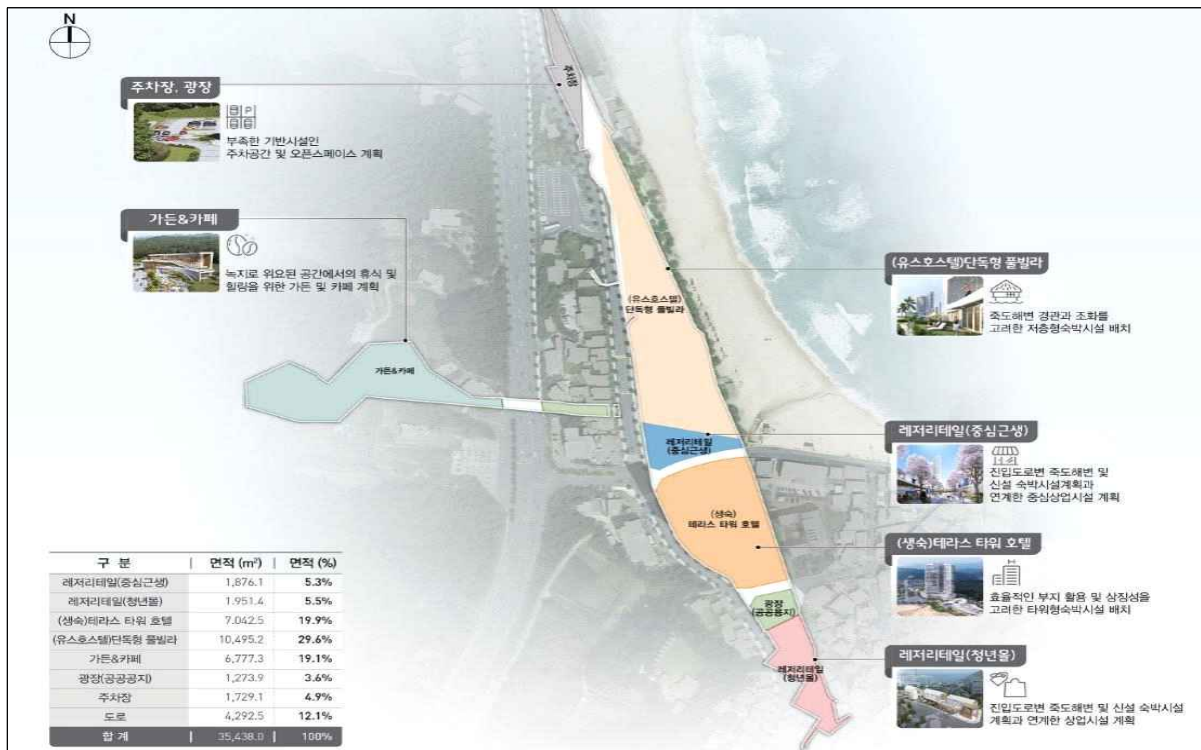 N
주차장, 광장
부족한 기반시설인
주차공간 및 오픈스페이스 계획
가든&카페
녹지로 위요된 공간에서의 휴식 및
힐링을 위한 가든 및 카페 계획
주차장
(유스호스텔)
단독형 풀빌라
가든&카페
레저리테일
(중심근생)
(생숙)
테라스 타워 호텔
광장
(공공용지)
레저리테일
(청년몰)
(유스호스텔)단독형 풀빌라
죽도해변 경관과 조화를
고려한 저층형숙박시설 배치
레저리테일(중심근생)
진입도로변 죽도해변 및
신설 숙박시설계획과
연계한 중심상업시설 계획
(생숙)테라스 타워 호텔
효율적인 부지 활용 및 상징성을
고려한 타워형숙박시설 배치
레저리테일(청년몰)
진입도로변 죽도해변 및 신설 숙박시설
계획과 연계한 상업시설 계획
구 분 | 면적 (m²) | 면적 (%)
레저리테일(중심근생) 1,876.1 5.3%
레저리테일(청년몰) 1.951.4 5.5%
(생숙)테라스 타워 호텔 7.042.5 19.9%
(유스호스텔)단독형 풀빌라 10,495.2 29.6%
가든&카페 6,777.3 19.1%
광장(공공공지) 1,273.9 3.6%
주차장 1,729.1 4.9%
도로 4,292.5 12.1%
합 계 | 35,438.0 | 100%